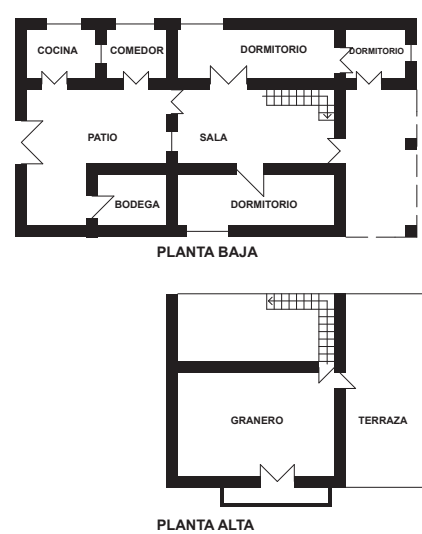 COCINA
COMEDOR
DORMITORIO
DORMITORIO
PATIO
SALA
BODEGA
DORMITORIO
PLANTA BAJA
GRANERO
TERRAZA
PLANTA ALTA